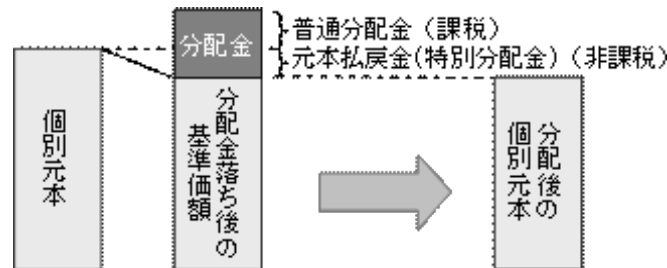 分配金
普通分配金（課税）
元本払戻金(特別分配金)（非課税）
個別元本
分配金落ち後の
基準価額
分配後の
個別元本